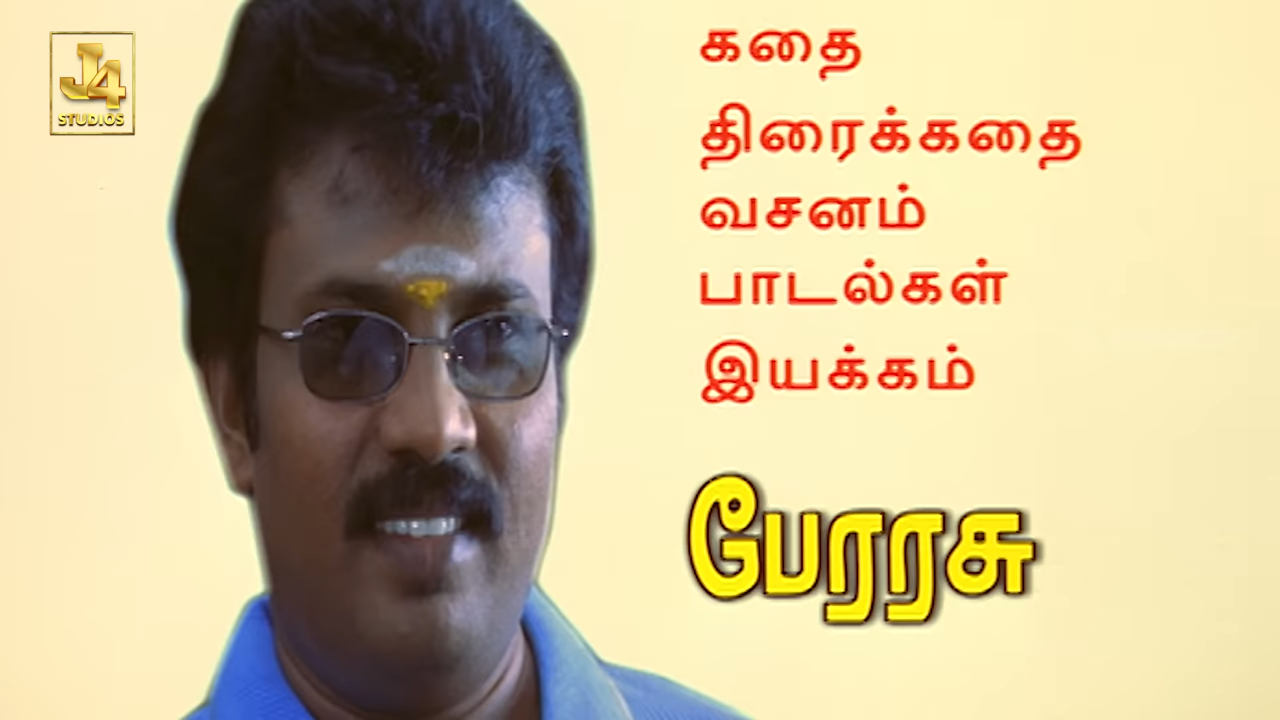 J4
STUDIOS
கதை
திரைக்கதை
வசனம்
பாடல்கள்
இயக்கம்
பேரரசு